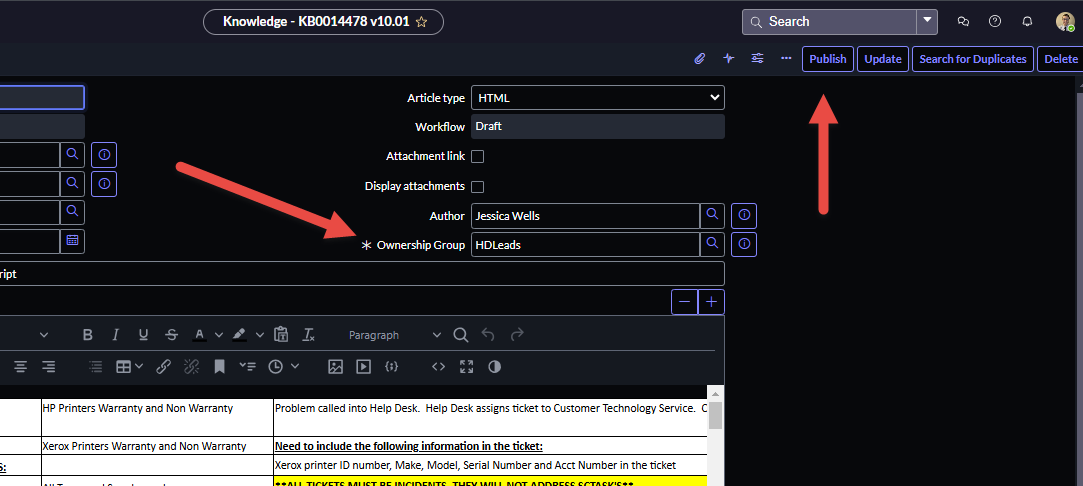 Knowledge - KB0014478 v10.01
Search
Publish
Update
Search for Duplicates
Delete
Article type
HTML
Workflow
Draft
Attachment link
Display attachments
Author
Jessica Wells
Ownership Group
HDLeads
ript
Paragraph
HP Printers Warranty and Non Warranty
Problem called into Help Desk.  Help Desk assigns ticket to Customer Technology Service.
Xerox Printers Warranty and Non Warranty
Need to include the following information in the ticket:
S:
Xerox printer ID number, Make, Model, Serial Number and Acct Number in the ticket
**ALL TICKETS MUST BE INCIDENTS, THEY WILL NOT ADDRESS SCTASK'S**